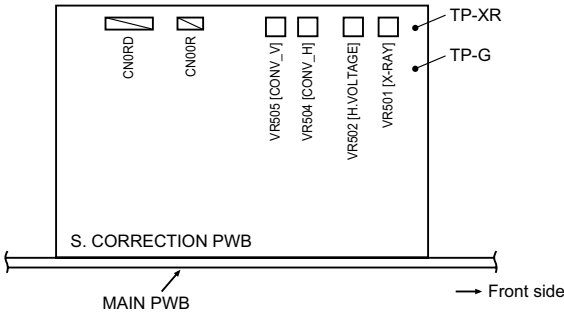 TP-XR
TP-G
CN0RD
CN00R
VR505 [CONV_V]
VR504 [CONV_H]
VR502 [H.VOLTAGE]
VR501 [X-RAY]
S. CORRECTION PWB
MAIN PWB
Front side